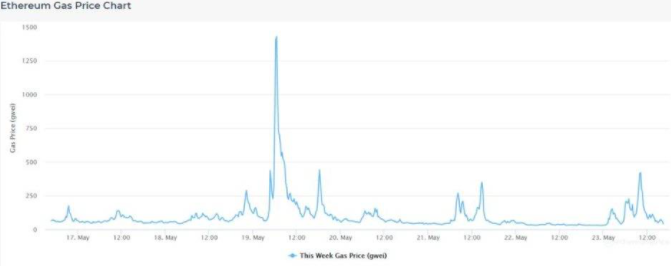 Ethereum Gas Price Chart
1500
1250
1000
750
500
250
0
Gas Price (gwei)
17. May 12:00 18. May 12:00 19. May 12:00 20. May 12:00 21. May 12:00 22. May 12:00 23. May 12:00
This Week Gas Price (gwei)